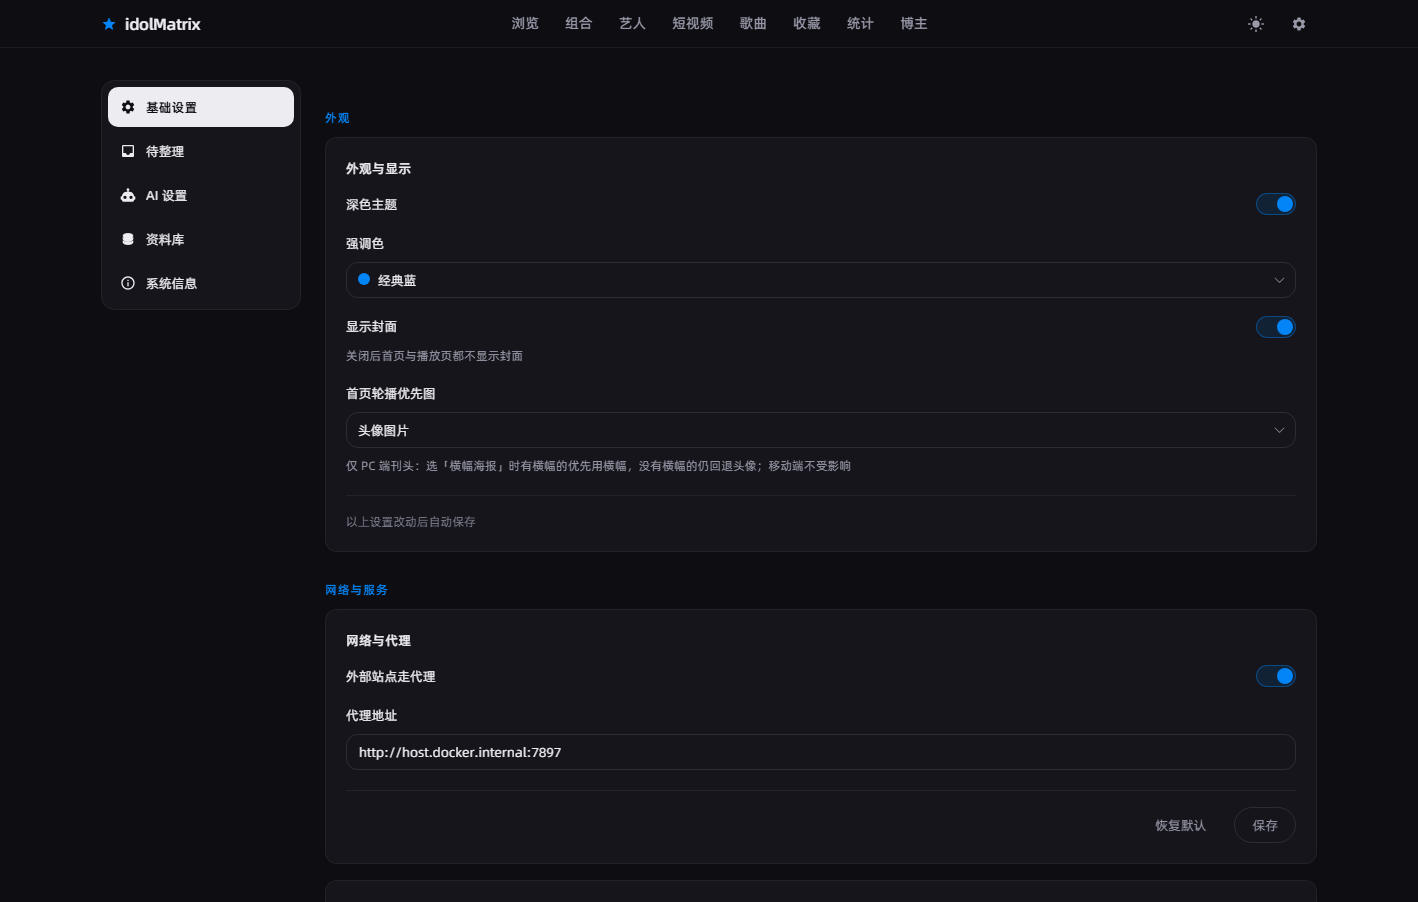 idolMatrix
浏览 组合 艺人 短视频 歌曲 收藏 统计 博主
基础设置
待整理
AI 设置
资料库
系统信息
外观
外观与显示
深色主题
强调色
经典蓝
显示封面
关闭后首页与播放页都不显示封面
首页轮播优先图
头像图片
仅 PC 端刊头：选「横幅海报」时有横幅的优先用横幅，没有横幅的仍回退头像；移动端不受影响
以上设置改动后自动保存
网络与服务
网络与代理
外部站点走代理
代理地址
http://host.docker.internal:7897
恢复默认 保存